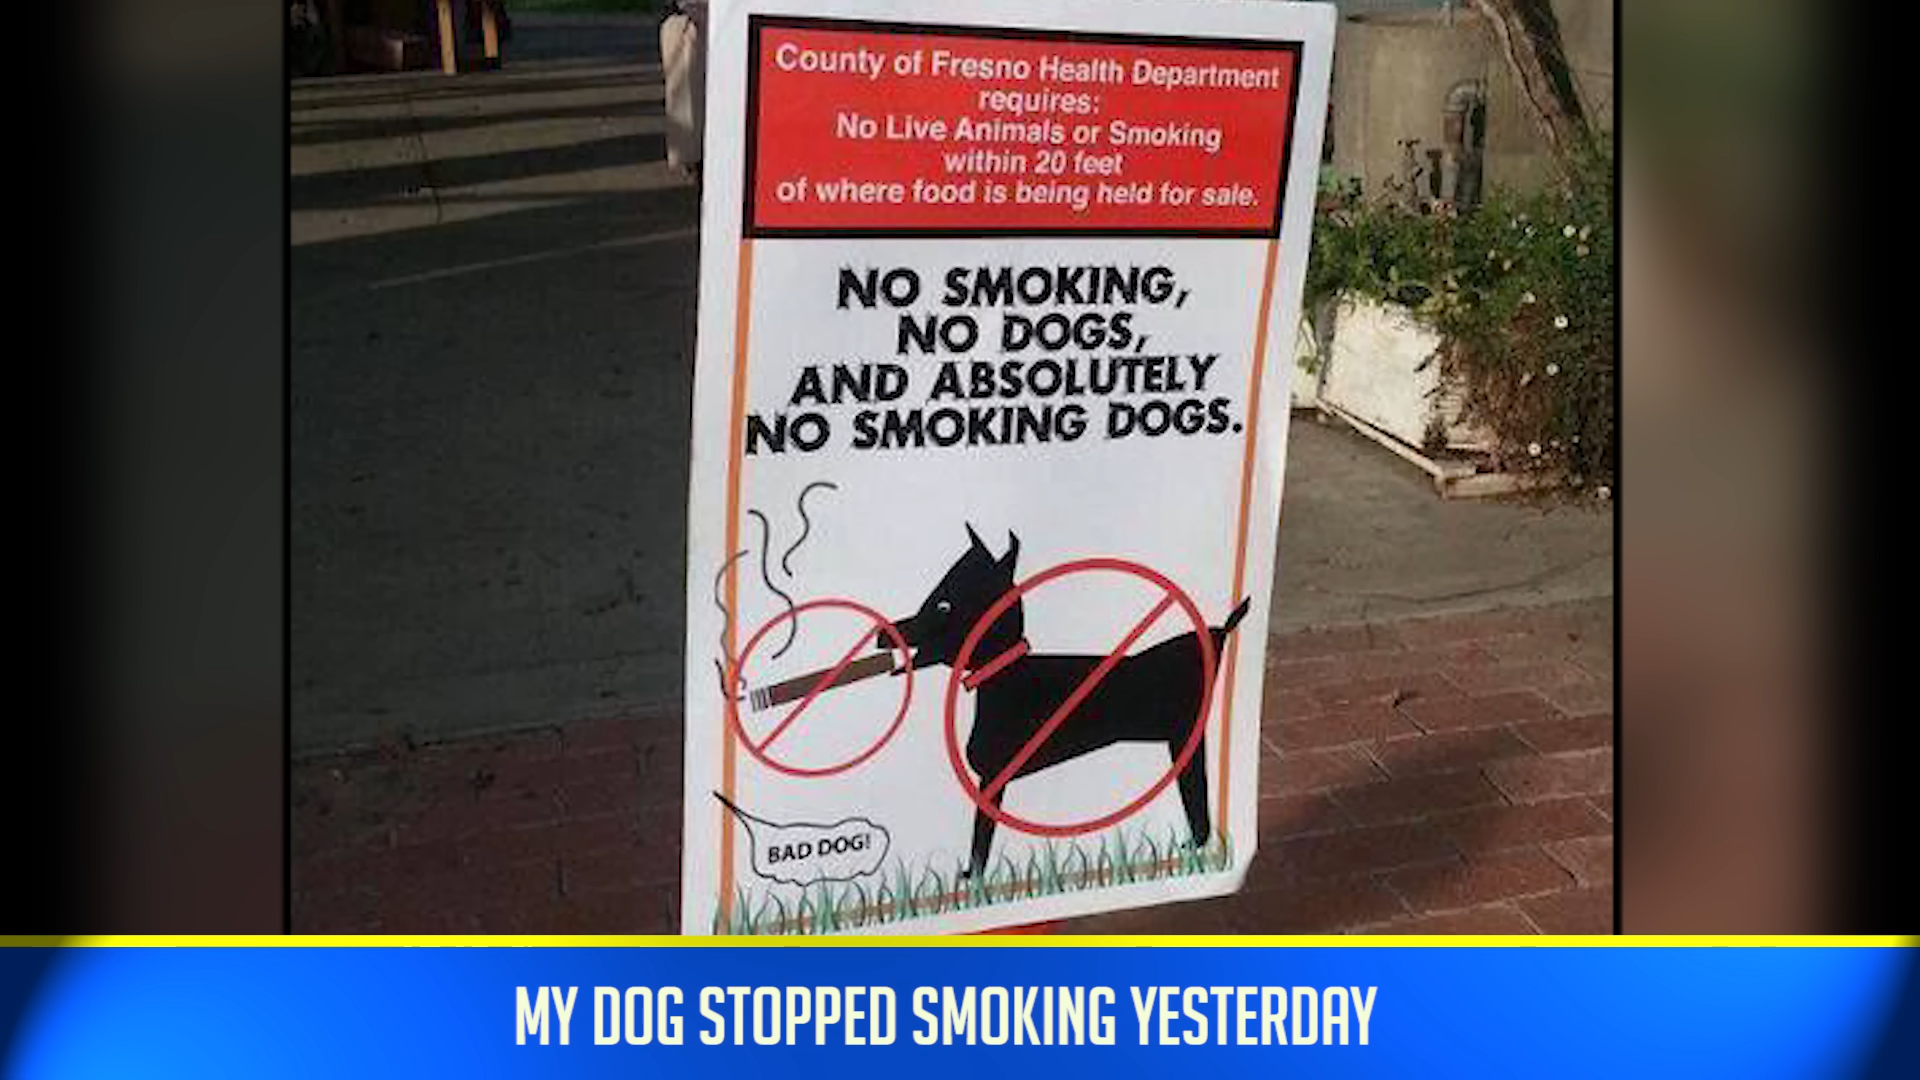 County of Fresno Health Department
requires:
No Live Animals or Smoking
within 20 feet
of where food is being held for sale.
NO SMOKING,
NO DOGS,
AND ABSOLUTELY
NO SMOKING DOGS.
BAD DOG!
MY DOG STOPPED SMOKING YESTERDAY